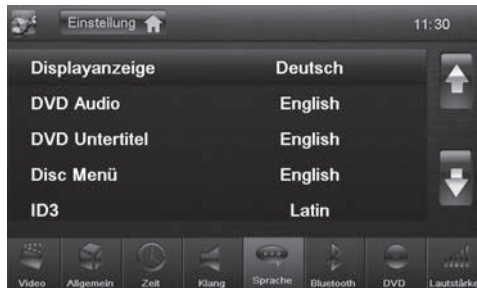 Einstellung 11:30
Displayanzeige Deutsch
DVD Audio English
DVD Untertitel English
Disc Menü English
ID3 Latin
Video Allgemein Zeit Klang Sprache Bluetooth DVD Lautstärke